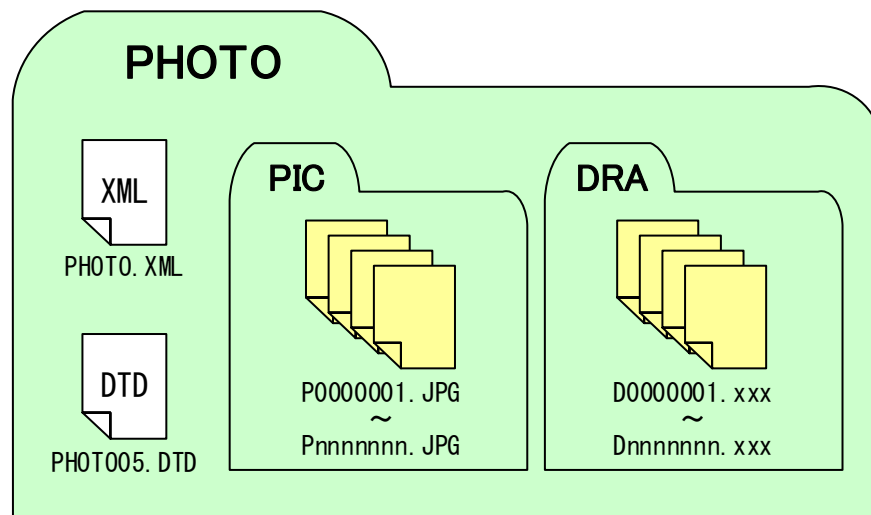 PHOTO
XML
PHOTO.XML
DTD
PHOTO05.DTD
PIC
P0000001.JPG
～
Pnnnnnnn.JPG
DRA
D0000001.xxx
～
Dnnnnnnn.xxx